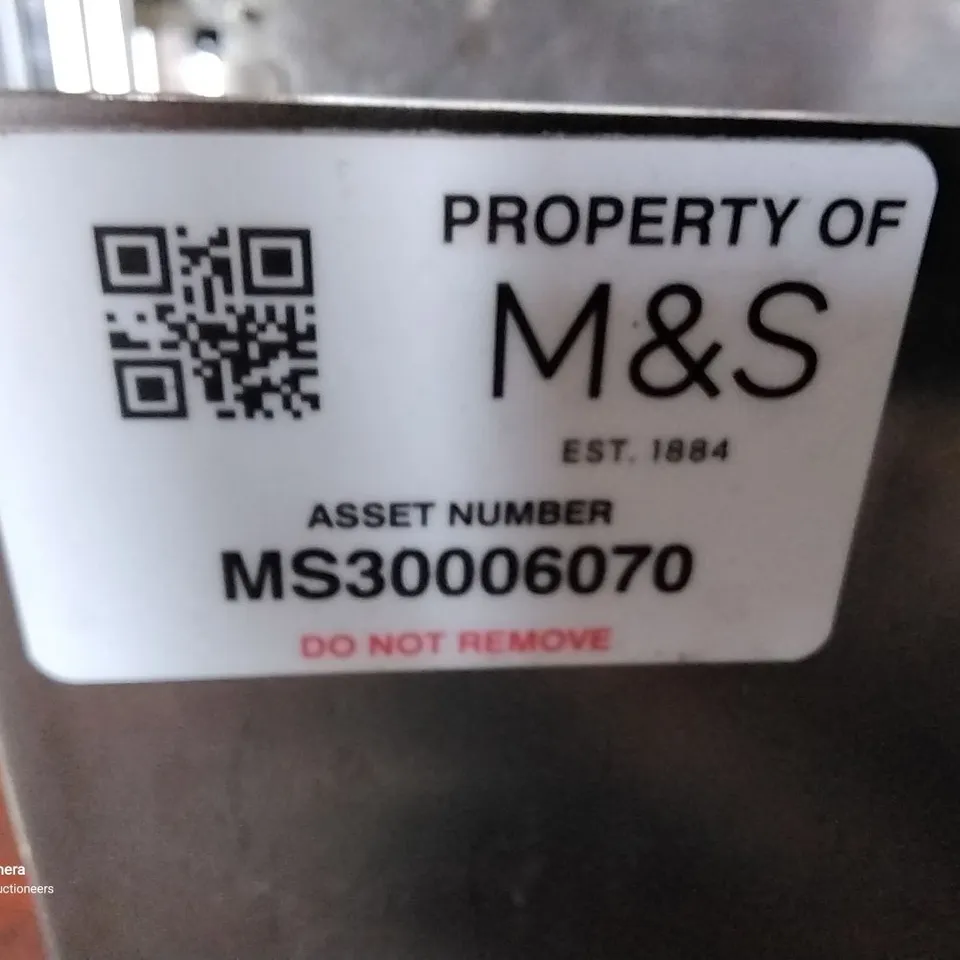 PROPERTY OF
M&S
EST. 1884
ASSET NUMBER
MS30006070
DO NOT REMOVE